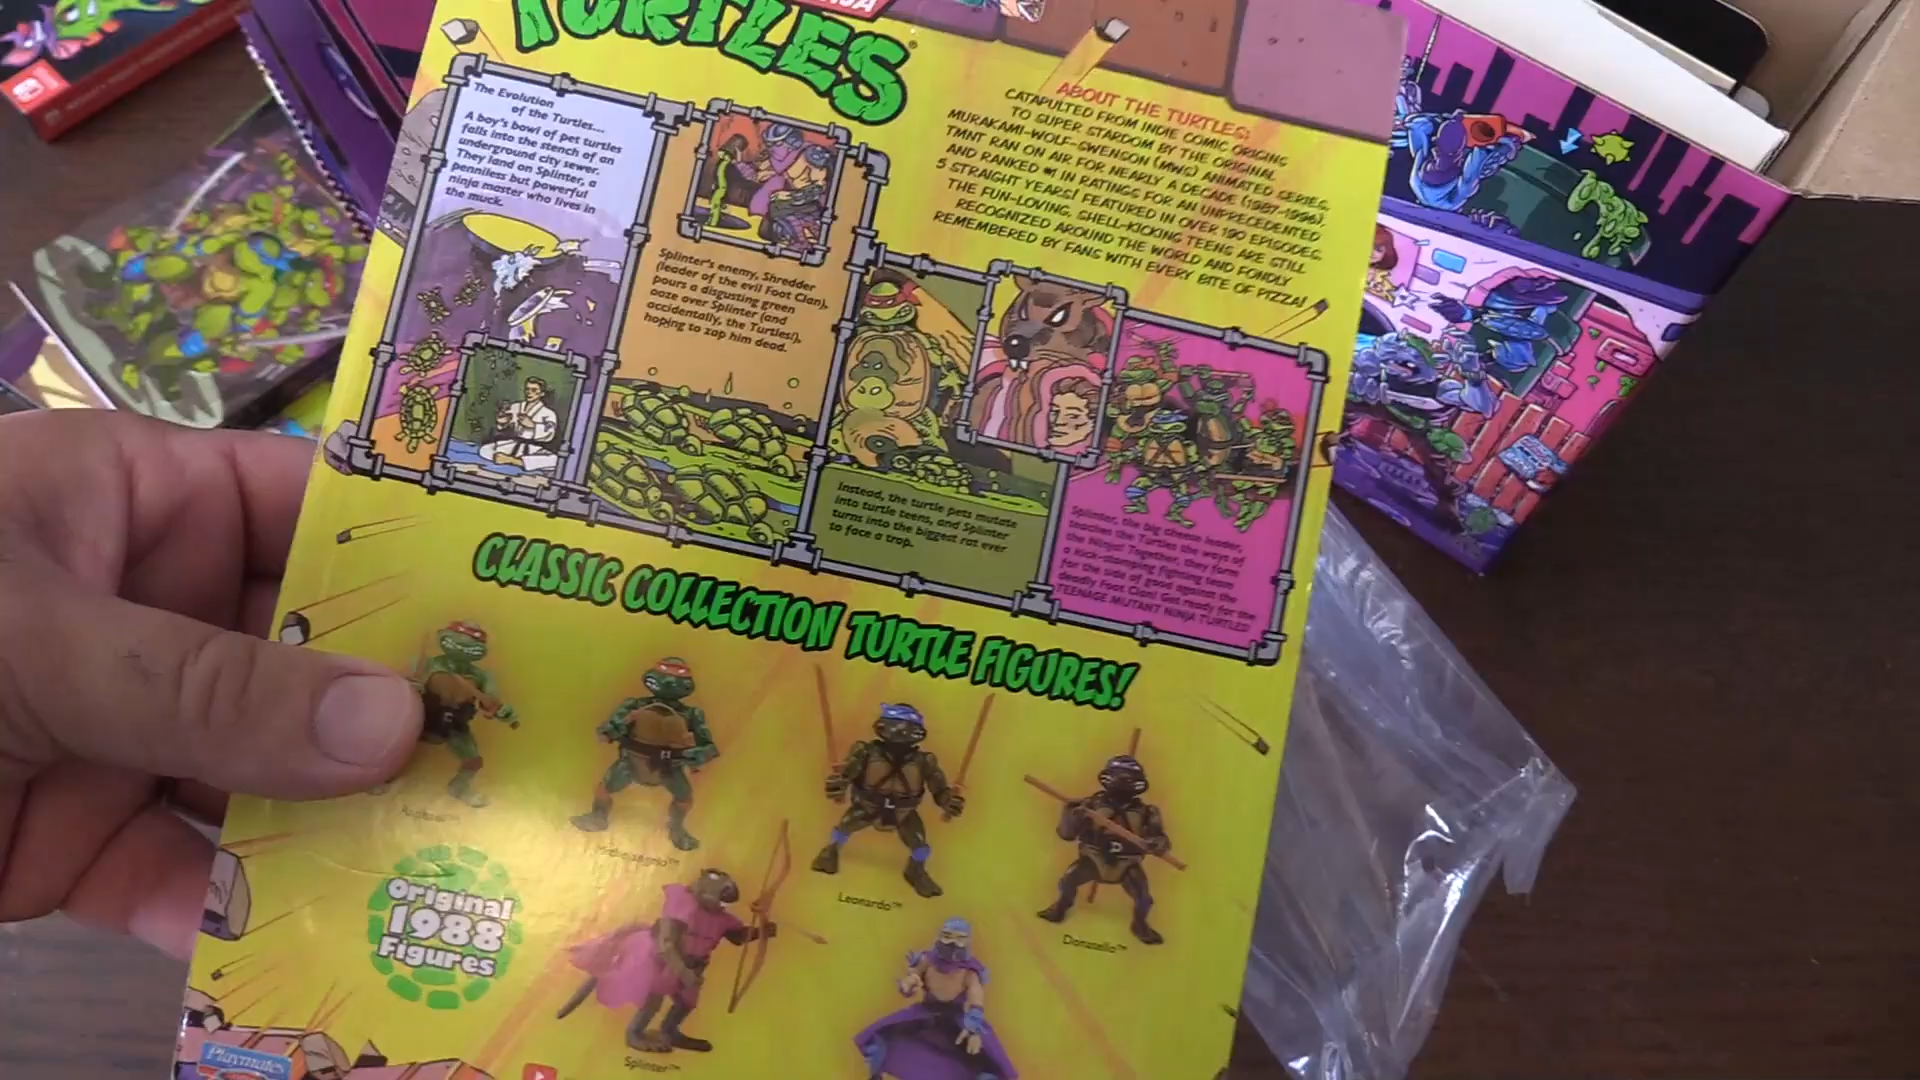 TURTLES
The Evolution
of the Turtles...
A boy's bowl of pet turtles
falls into the stench of an
underground city sewer.
They land on Splinter, a
penniless but powerful
ninja master who lives in
the muck.
Splinter's enemy, Shredder
(leader of the evil Foot Clan),
pours a disgusting green
ooze over Splinter (and
accidentally, the Turtles!),
hoping to zap him dead.
Instead, the turtle pets mutate
into turtle teens, and Splinter
turns into the biggest rat ever
to face a trap.
Splinter, the big cheese leader,
teaches the Turtles the ways of
the Ninja! Together, they form
a kick-stomping fighting team
for the side of good against the
deadly Foot Clan! Get ready for the
TEENAGE MUTANT NINJA TURTLES!
ABOUT THE TURTLES:
CATAPULTED FROM INDIE COMIC ORIGINS
TO SUPER STARDOM BY THE ORIGINAL
MURAKAMI-WOLF-SWENSON (MWS) ANIMATED SERIES,
TMNT RAN ON AIR FOR NEARLY A DECADE (1987-1996),
AND RANKED #1 IN RATINGS FOR AN UNPRECEDENTED
5 STRAIGHT YEARS! FEATURED IN OVER 190 EPISODES,
THE FUN-LOVING, SHELL-KICKING TEENS ARE STILL
RECOGNIZED AROUND THE WORLD AND FONDLY
REMEMBERED BY FANS WITH EVERY BITE OF PIZZA!
CLASSIC COLLECTION TURTLE FIGURES!
Raphael™
Michelangelo™
Leonardo™
Donatello™
Original
1988
Figures
Splinter™
Playmates